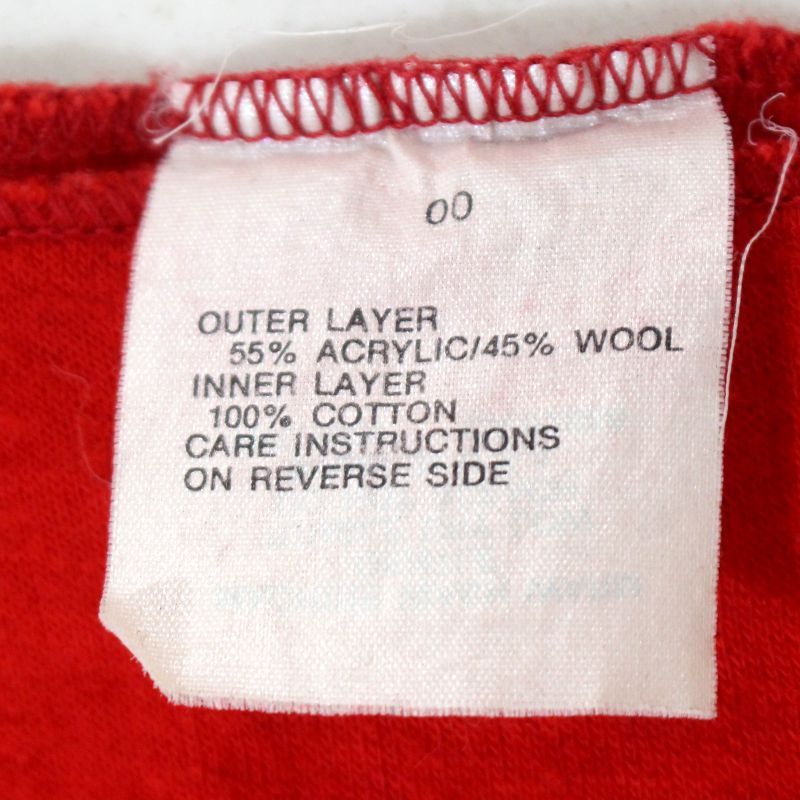 00
OUTER LAYER
55% ACRYLIC/45% WOOL
INNER LAYER
100% COTTON
CARE INSTRUCTIONS
ON REVERSE SIDE